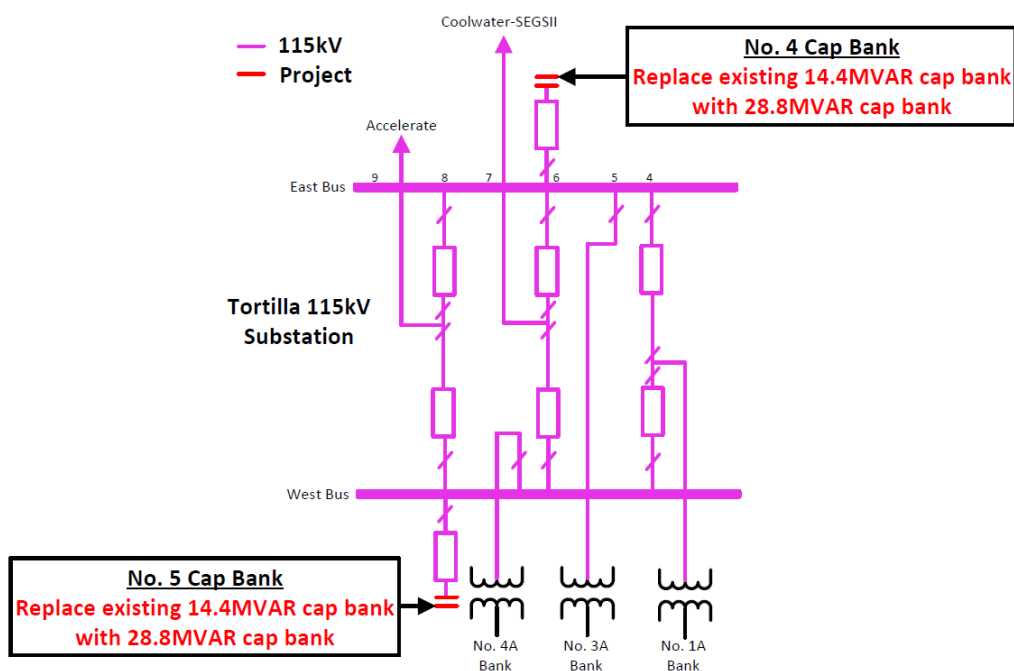 Coolwater-SEGSII
115kV
Project
No. 4 Cap Bank
Replace existing 14.4MVAR cap bank
with 28.8MVAR cap bank
Accelerate
9 8 7 6 5 4
East Bus
Tortilla 115kV
Substation
West Bus
No. 5 Cap Bank
Replace existing 14.4MVAR cap bank
with 28.8MVAR cap bank
No. 4A
Bank
No. 3A
Bank
No. 1A
Bank